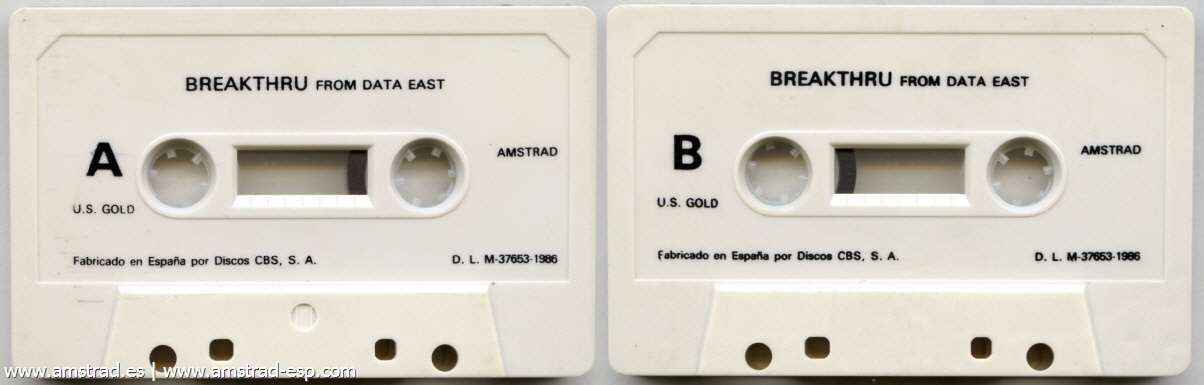 BREAKTHRU FROM DATA EAST
A
AMSTRAD
U.S. GOLD
Fabricado en España por Discos CBS, S. A.
D. L. M-37653-1986
BREAKTHRU FROM DATA EAST
B
AMSTRAD
U.S. GOLD
Fabricado en España por Discos CBS, S. A.
D. L. M-37653-1986
www.amstrad.es | www.amstrad-esp.com